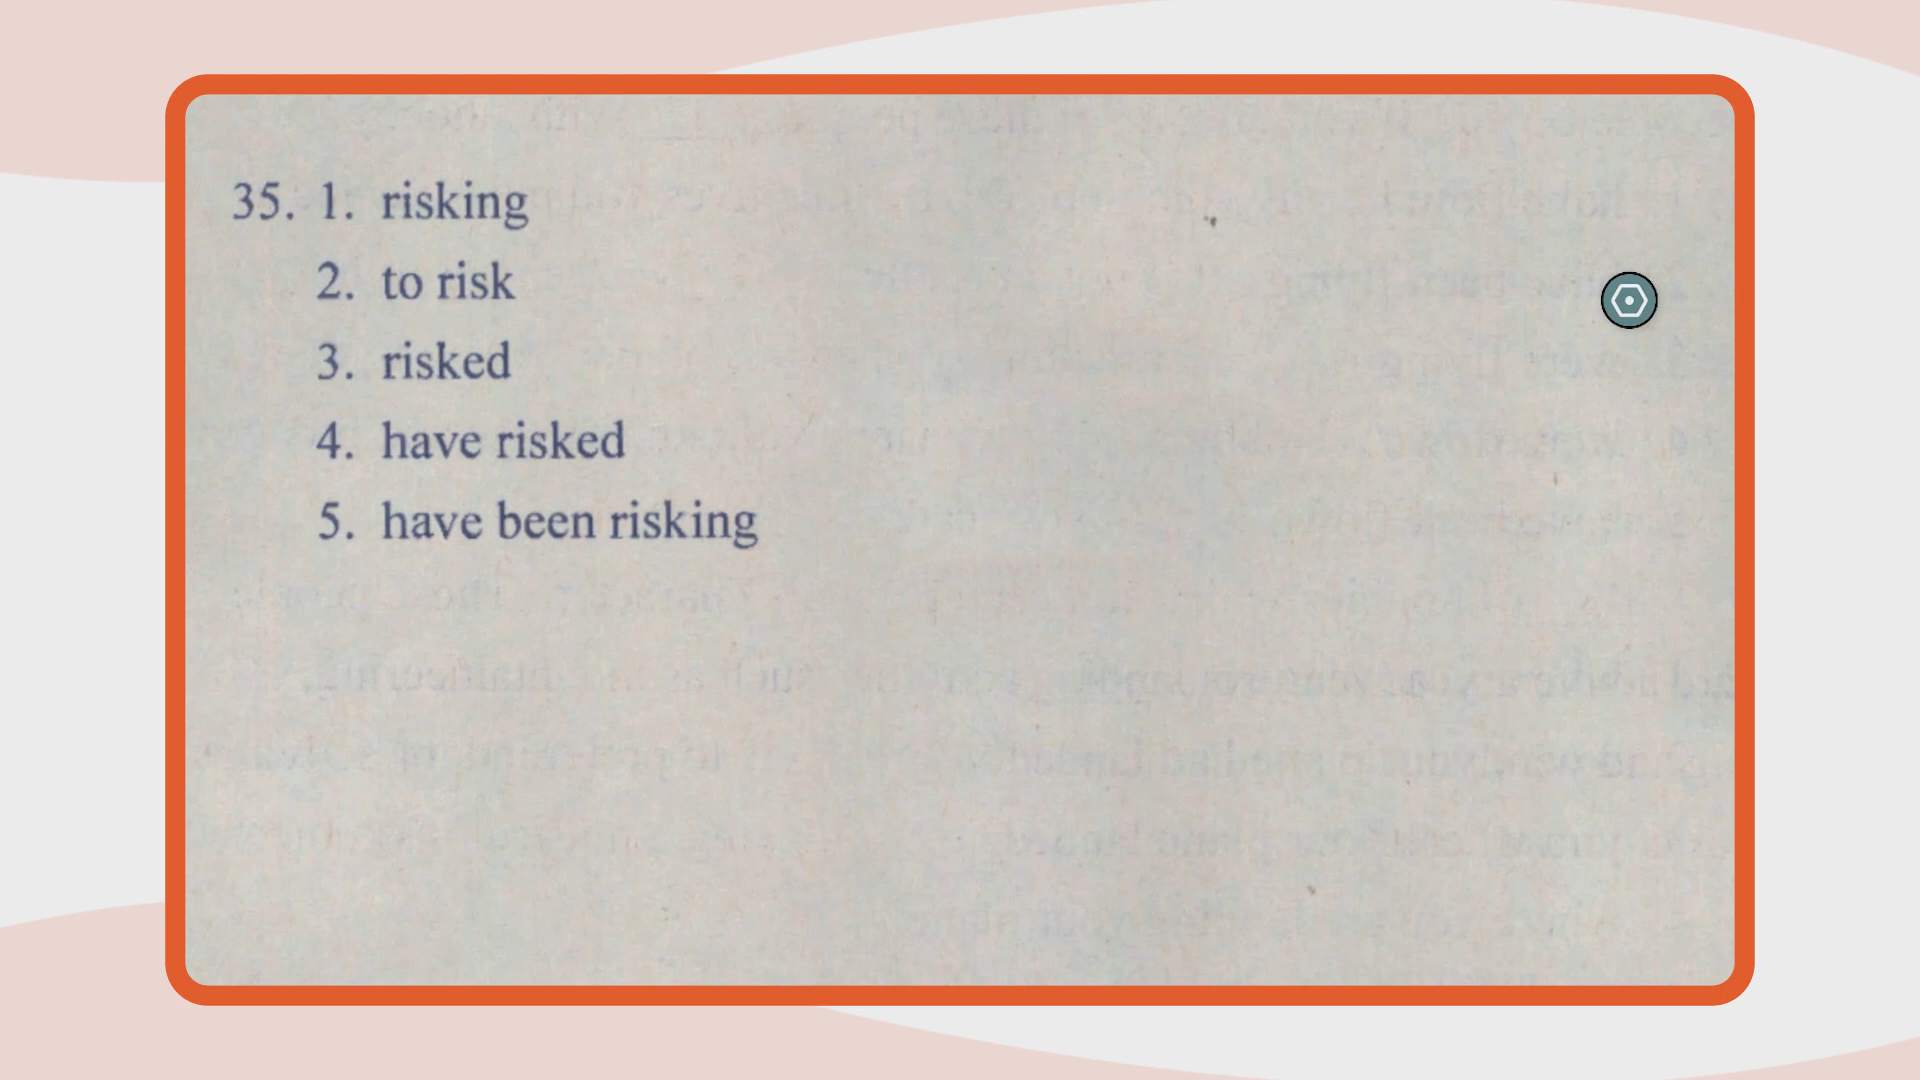 35. 1. risking
2. to risk
3. risked
4. have risked
5. have been risking